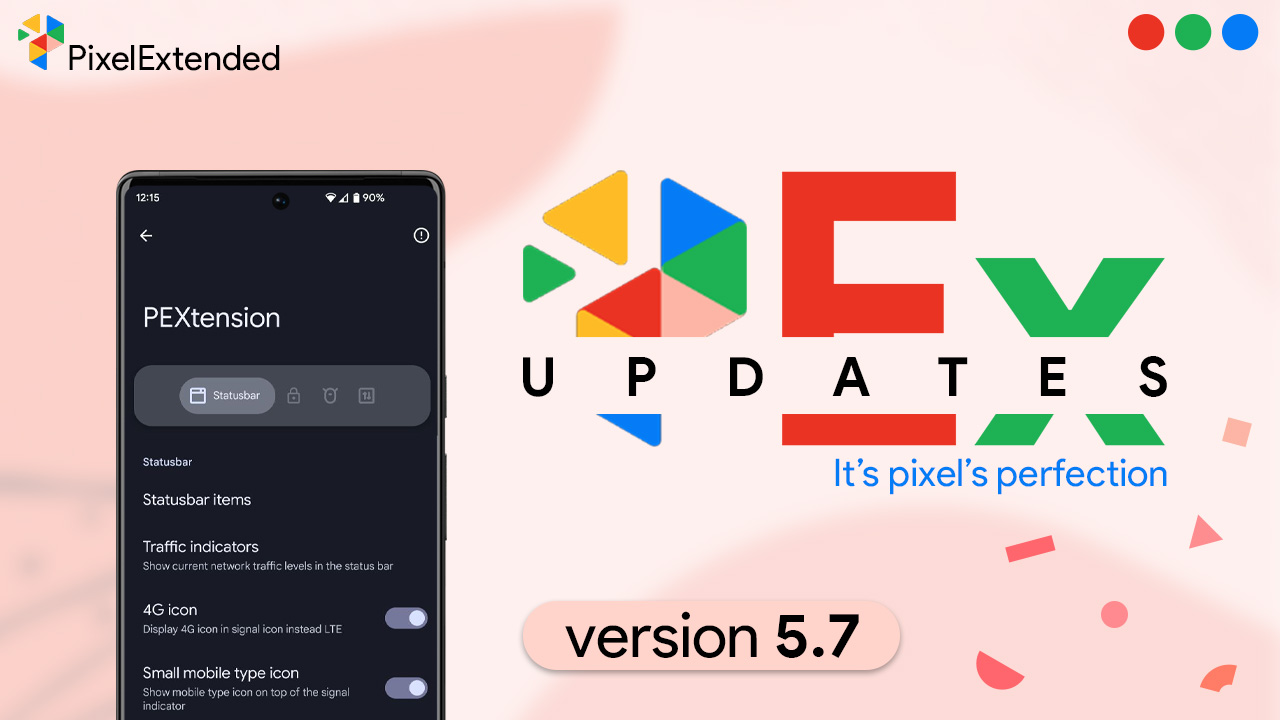 PixelExtended
12:15
90%
PEXtension
Statusbar
Statusbar
Statusbar items
Traffic indicators
Show current network traffic levels in the status bar
4G icon
Display 4G icon in signal icon instead LTE
Small mobile type icon
Show mobile type icon on top of the signal
indicator
Ex
UPDATES
It's pixel's perfection
version 5.7